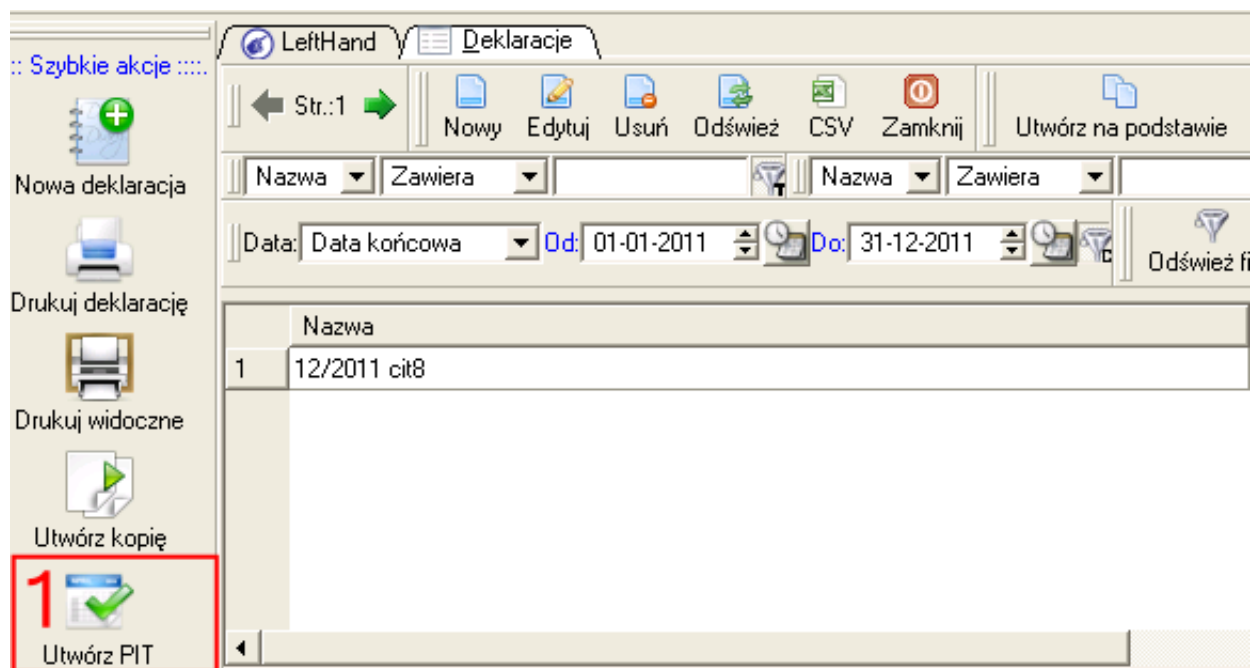 LeftHand Deklaracje
:: Szybkie akcje ::::.
Str.:1 Nowy Edytuj Usuń Odśwież CSV Zamknij Utwórz na podstawie
Nowa deklaracja
Nazwa Zawiera T Nazwa Zawiera
Data: Data końcowa Od: 01-01-2011 Do: 31-12-2011 D Odśwież fi
Drukuj deklarację
Nazwa
1 12/2011 cit8
Drukuj widoczne
Utwórz kopię
1
Utwórz PIT